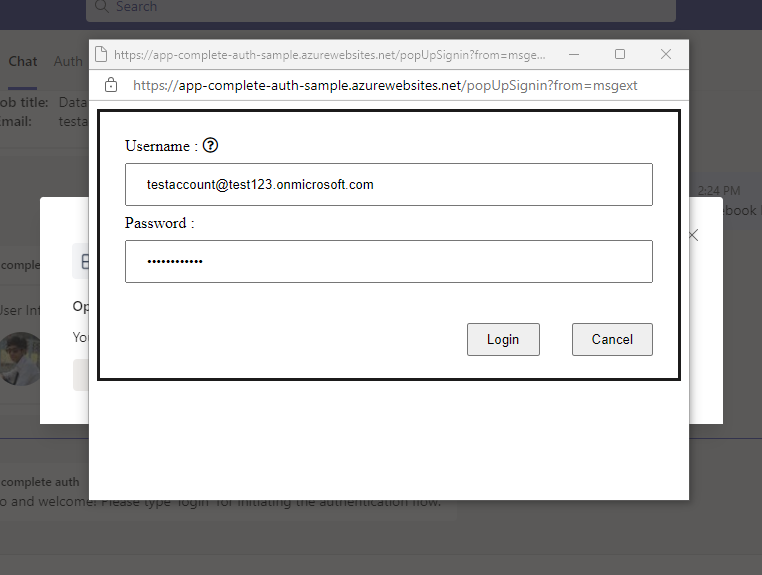 Search
https://app-complete-auth-sample.azurewebsites.net/popUpSignin?from=msge...
https://app-complete-auth-sample.azurewebsites.net/popUpSignin?from=msgext
Chat Auth
ob title: Data
mail: testa
Username :
testaccount@test123.onmicrosoft.com
Password :
••••••••••••
Login Cancel
2:24 PM
ebook
comple
Op
User Inf
You
complete auth
o and welcome! Please type 'login' for initiating the authentication flow.